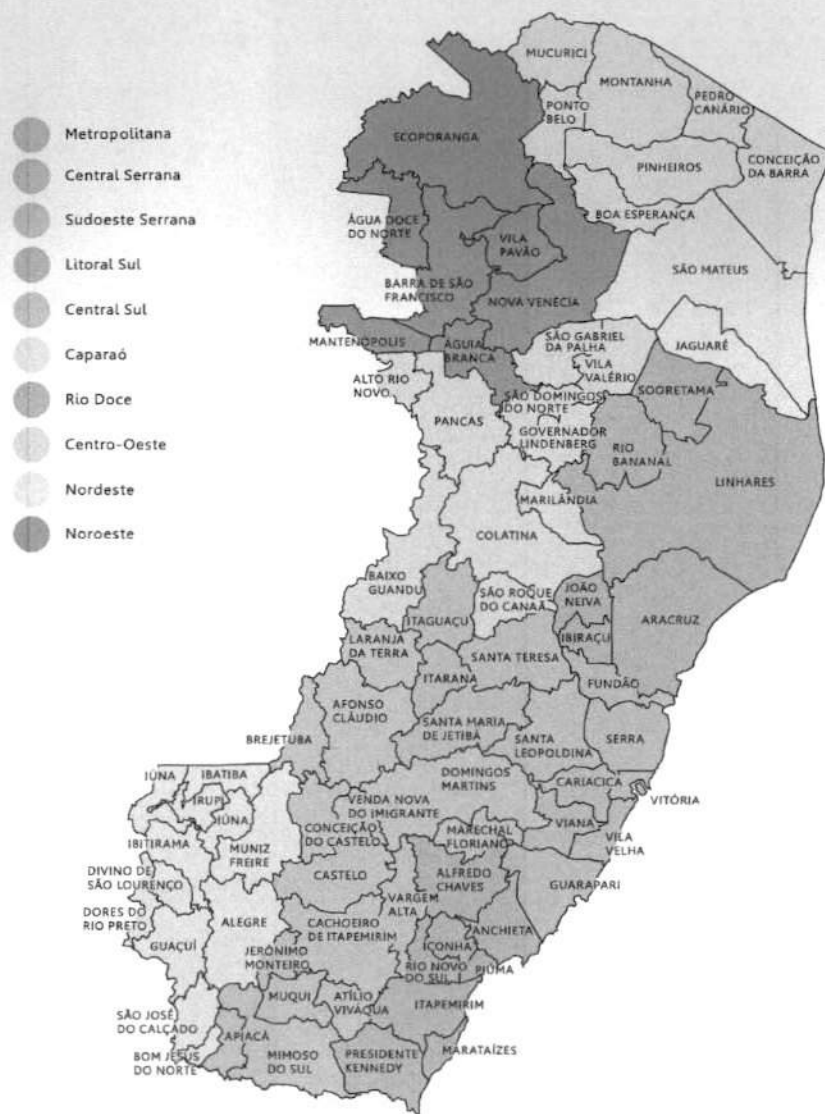 Metropolitana
Central Serrana
Sudoeste Serrana
Litoral Sul
Central Sul
Caparaó
Rio Doce
Centro-Oeste
Nordeste
Noroeste
MUCURICI
MONTANHA
PEDRO
CANÁRIO
PONTO
BELO
ECOPORANGA
PINHEIROS
CONCEIÇÃO
DA BARRA
BOA ESPERANÇA
ÁGUA DOCE
DO NORTE
VILA
PAVÃO
SÃO MATEUS
BARRA DE SÃO
FRANCISCO
NOVA VENÉCIA
MANTENÓPOLIS
ÁGUIA
BRANCA
SÃO GABRIEL
DA PALHA
JAGUARÉ
VILA
VALÉRIO
ALTO RIO
NOVO
SOORETAMA
SÃO DOMINGOS
DO NORTE
PANCAS
GOVERNADOR
LINDENBERG
RIO
BANANAL
LINHARES
MARILÂNDIA
COLATINA
BAIXO
GUANDU
SÃO ROQUE
DO CANAÃ
JOÃO
NEIVA
ITAGUAÇU
ARACRUZ
IBIRAÇU
LARANJA
DA TERRA
SANTA TERESA
ITARANA
FUNDÃO
AFONSO
CLÁUDIO
SANTA MARIA
DE JETIBÁ
SANTA
LEOPOLDINA
SERRA
BREJETUBA
IÚNA
IBATIBA
DOMINGOS
MARTINS
CARIACICA
VITÓRIA
IRUPI
IÚNA
VENDA NOVA
DO IMIGRANTE
CONCEIÇÃO
DO CASTELO
VIANA
IBITIRAMA
MUNIZ
FREIRE
MARECHAL
FLORIANO
VILA
VELHA
DIVINO DE
SÃO LOURENÇO
CASTELO
ALFREDO
CHAVES
GUARAPARI
VARGEM
ALTA
DORES DO
RIO PRETO
ALEGRE
CACHOEIRO
DE ITAPEMIRIM
ANCHIETA
GUAÇUÍ
ICONHA
JERÔNIMO
MONTEIRO
RIO NOVO
DO SUL
PIÚMA
MUQUI
ATÍLIO
VIVÁQUA
ITAPEMIRIM
SÃO JOSÉ
DO CALÇADO
APIACÁ
BOM JESUS
DO NORTE
MIMOSO
DO SUL
PRESIDENTE
KENNEDY
MARATAÍZES